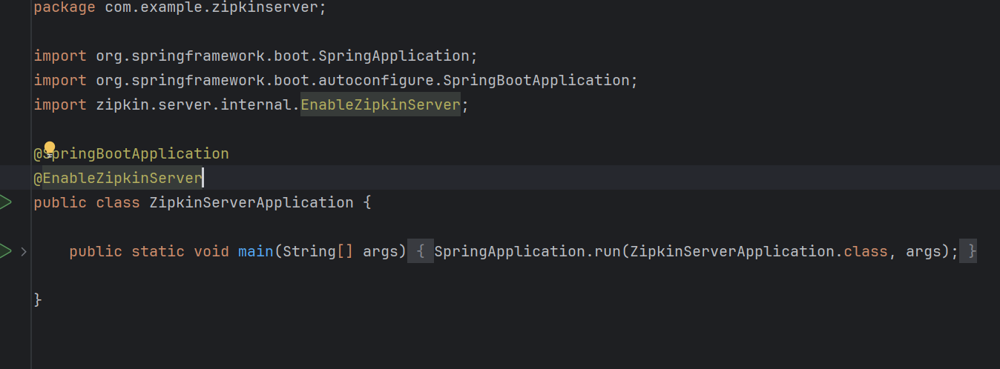 package com.example.zipkinserver;
import org.springframework.boot.SpringApplication;
import org.springframework.boot.autoconfigure.SpringBootApplication;
import zipkin.server.internal.EnableZipkinServer;
@SpringBootApplication
@EnableZipkinServer
public class ZipkinServerApplication {
public static void main(String[] args) { SpringApplication.run(ZipkinServerApplication.class, args); }
}